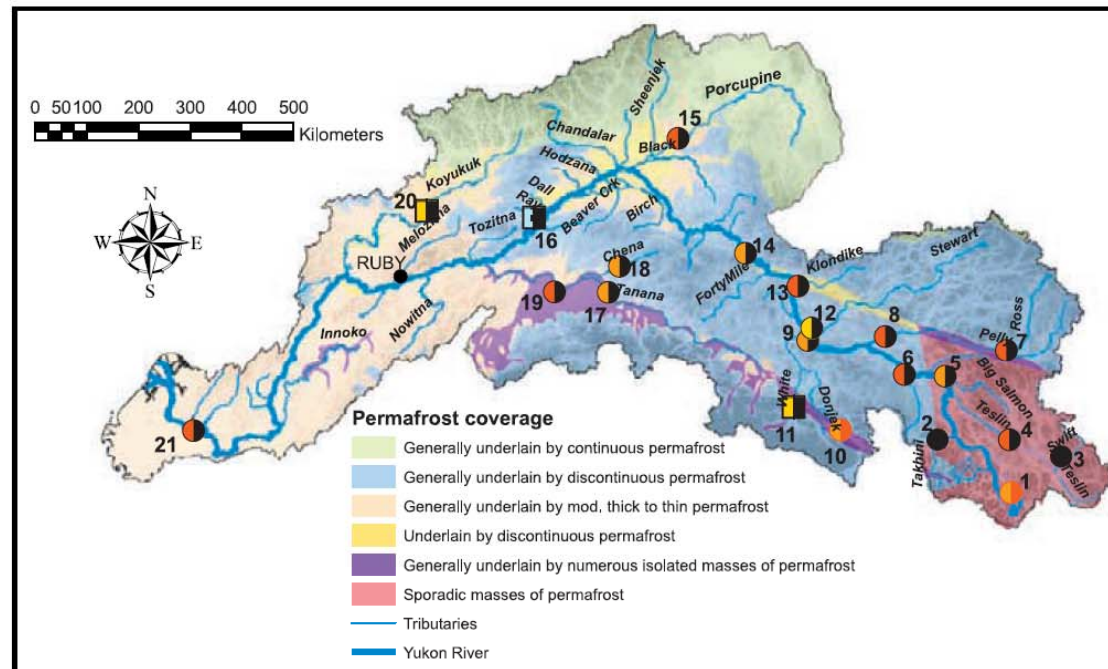 0 50 100 200 300 400 500
Kilometers
N
W E
S
Sheenjek
Porcupine
15
Chandalar
Black
Hodzana
Koyukuk
20
Dall
Ray
Beaver Crk
Birch
Melozitna
Tozitna
16
RUBY
Chena
18
14
Klondike
Stewart
FortyMile
13
19
17
Tanana
Nowitna
Innoko
12
9
8
Ross
Pelly
7
6
5
Big Salmon
White
Donjek
Teslin
2
4
Swift
3
Teslin
11
10
Takhini
1
21
Permafrost coverage
Generally underlain by continuous permafrost
Generally underlain by discontinuous permafrost
Generally underlain by mod. thick to thin permafrost
Underlain by discontinuous permafrost
Generally underlain by numerous isolated masses of permafrost
Sporadic masses of permafrost
Tributaries
Yukon River